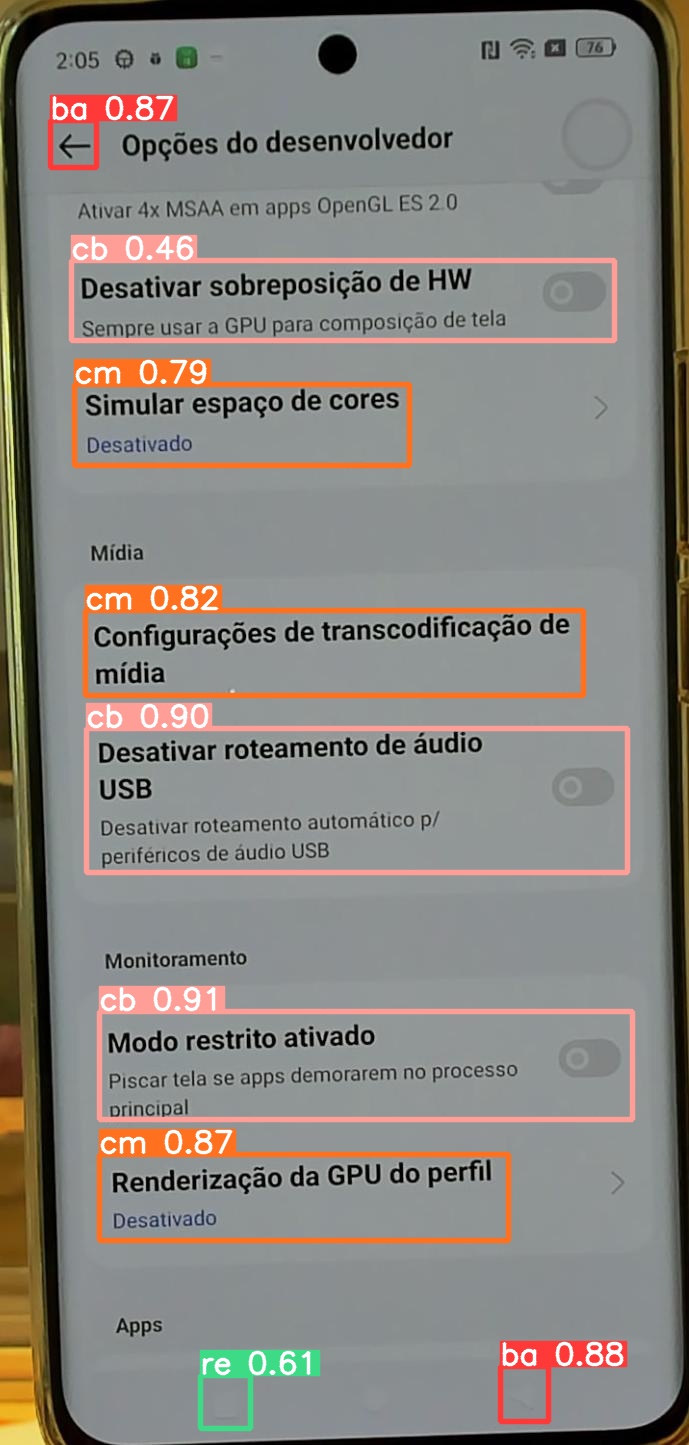 2:05
76
ba 0.87
Opções do desenvolvedor
Ativar 4x MSAA em apps OpenGL ES 2.0
cb 0.46
Desativar sobreposição de HW
Sempre usar a GPU para composição de tela
cm 0.79
Simular espaço de cores
Desativado
Mídia
cm 0.82
Configurações de transcodificação de
mídia
cb 0.90
Desativar roteamento de áudio
USB
Desativar roteamento automático p/
periféricos de áudio USB
Monitoramento
cb 0.91
Modo restrito ativado
Piscar tela se apps demorarem no processo
principal
cm 0.87
Renderização da GPU do perfil
Desativado
Apps
re 0.61
ba 0.88